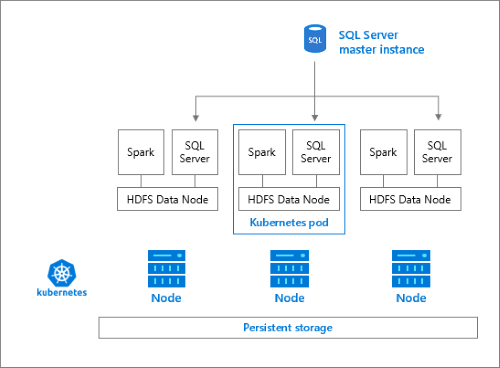 SQL
SQL Server
master instance
Spark
SQL
Server
Spark
SQL
Server
Spark
SQL
Server
HDFS Data Node
HDFS Data Node
HDFS Data Node
Kubernetes pod
kubernetes
Node
Node
Node
Persistent storage